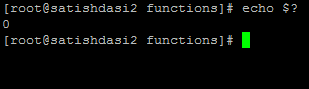 [root@satishdasi2 functions]# echo $?
0
[root@satishdasi2 functions]#